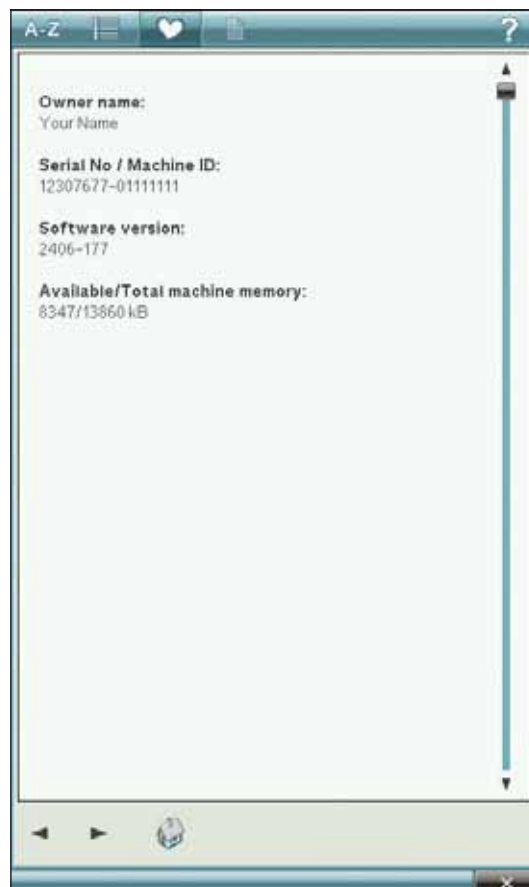 A-Z
?
Owner name:
Your Name
Serial No / Machine ID:
12307677-01111111
Software version:
2406-177
Available/Total machine memory:
8347/13860 kB